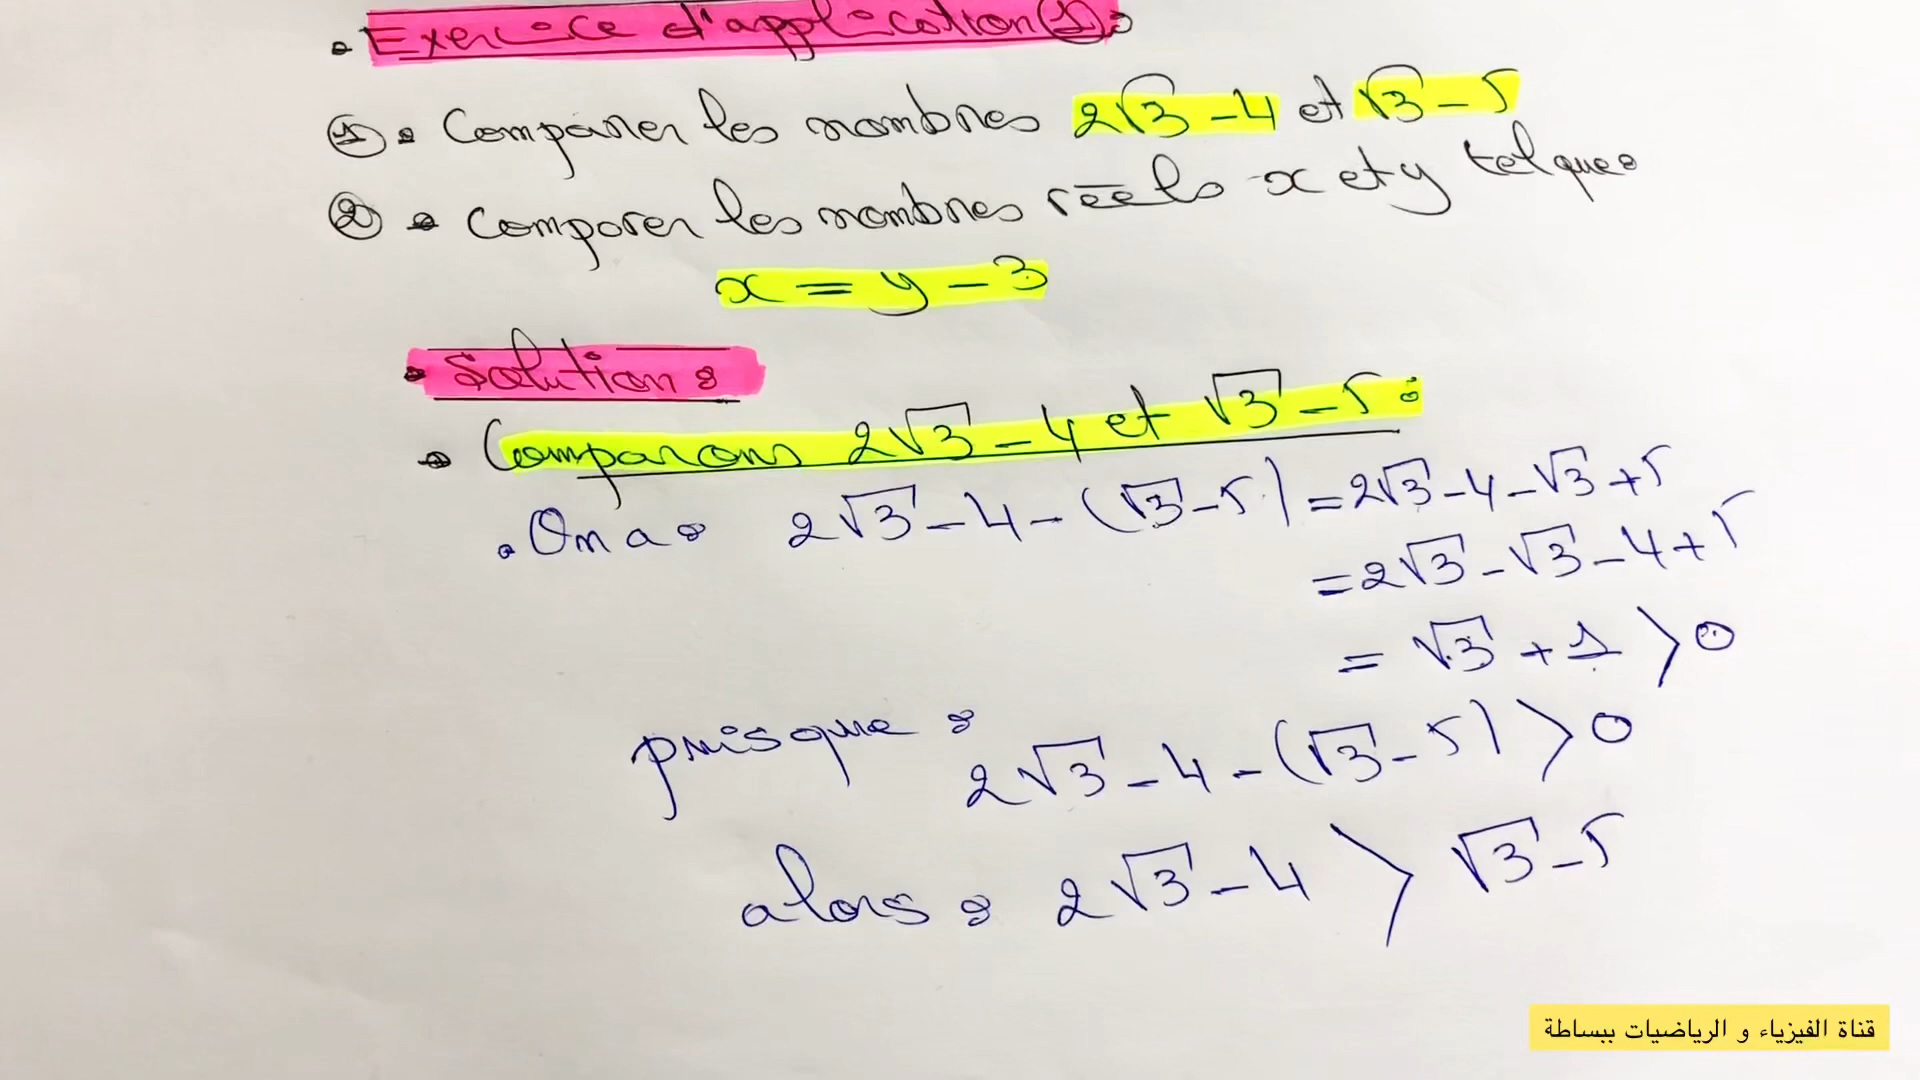 • Exercice d'application ①:
① • Comparer les nombres 2√3 - 4 et √3 - 5
② • Comparer les nombres réels x et y tel que:
x = y - 3
• Solution:
• Comparons 2√3 - 4 et √3 - 5:
• On a: 2√3 - 4 - (√3 - 5) = 2√3 - 4 - √3 + 5
= 2√3 - √3 - 4 + 5
= √3 + 1 > 0
puisque: 2√3 - 4 - (√3 - 5) > 0
alors: 2√3 - 4 > √3 - 5
قناة الفيزياء و الرياضيات ببساطة